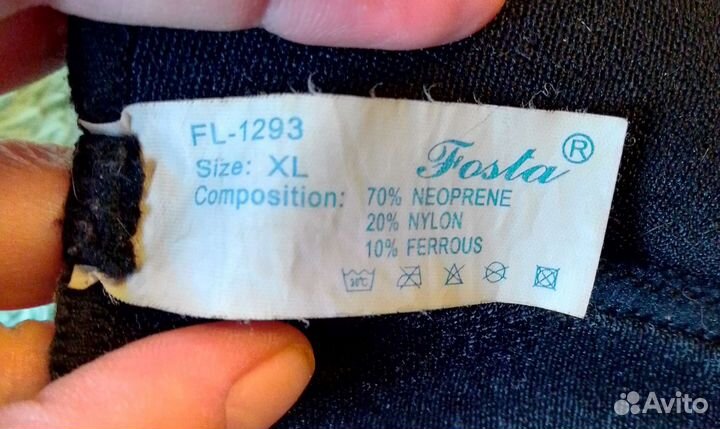 FL-1293
Size: XL
Fosta®
Composition: 70% NEOPRENE
20% NYLON
10% FERROUS
30°C
Avito